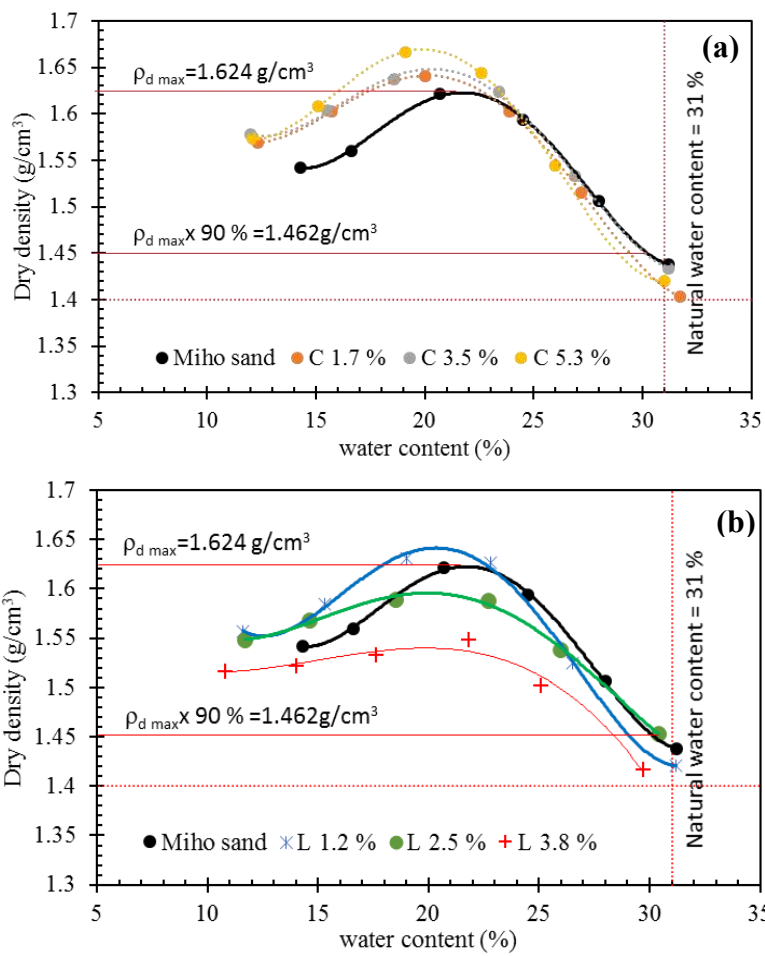 (a)
1.7
1.65
1.6
1.55
1.5
1.45
1.4
1.35
1.3
Dry density (g/cm³)
ρd max=1.624 g/cm³
ρd maxx 90 % =1.462g/cm³
Natural water content = 31 %
Miho sand C 1.7 % C 3.5 % C 5.3 %
5 10 15 20 25 30 35
water content (%)
(b)
1.7
1.65
1.6
1.55
1.5
1.45
1.4
1.35
1.3
Dry density (g/cm³)
ρd max=1.624 g/cm³
ρd maxx 90 % =1.462g/cm³
Natural water content = 31 %
Miho sand L 1.2 % L 2.5 % L 3.8 %
5 10 15 20 25 30 35
water content (%)